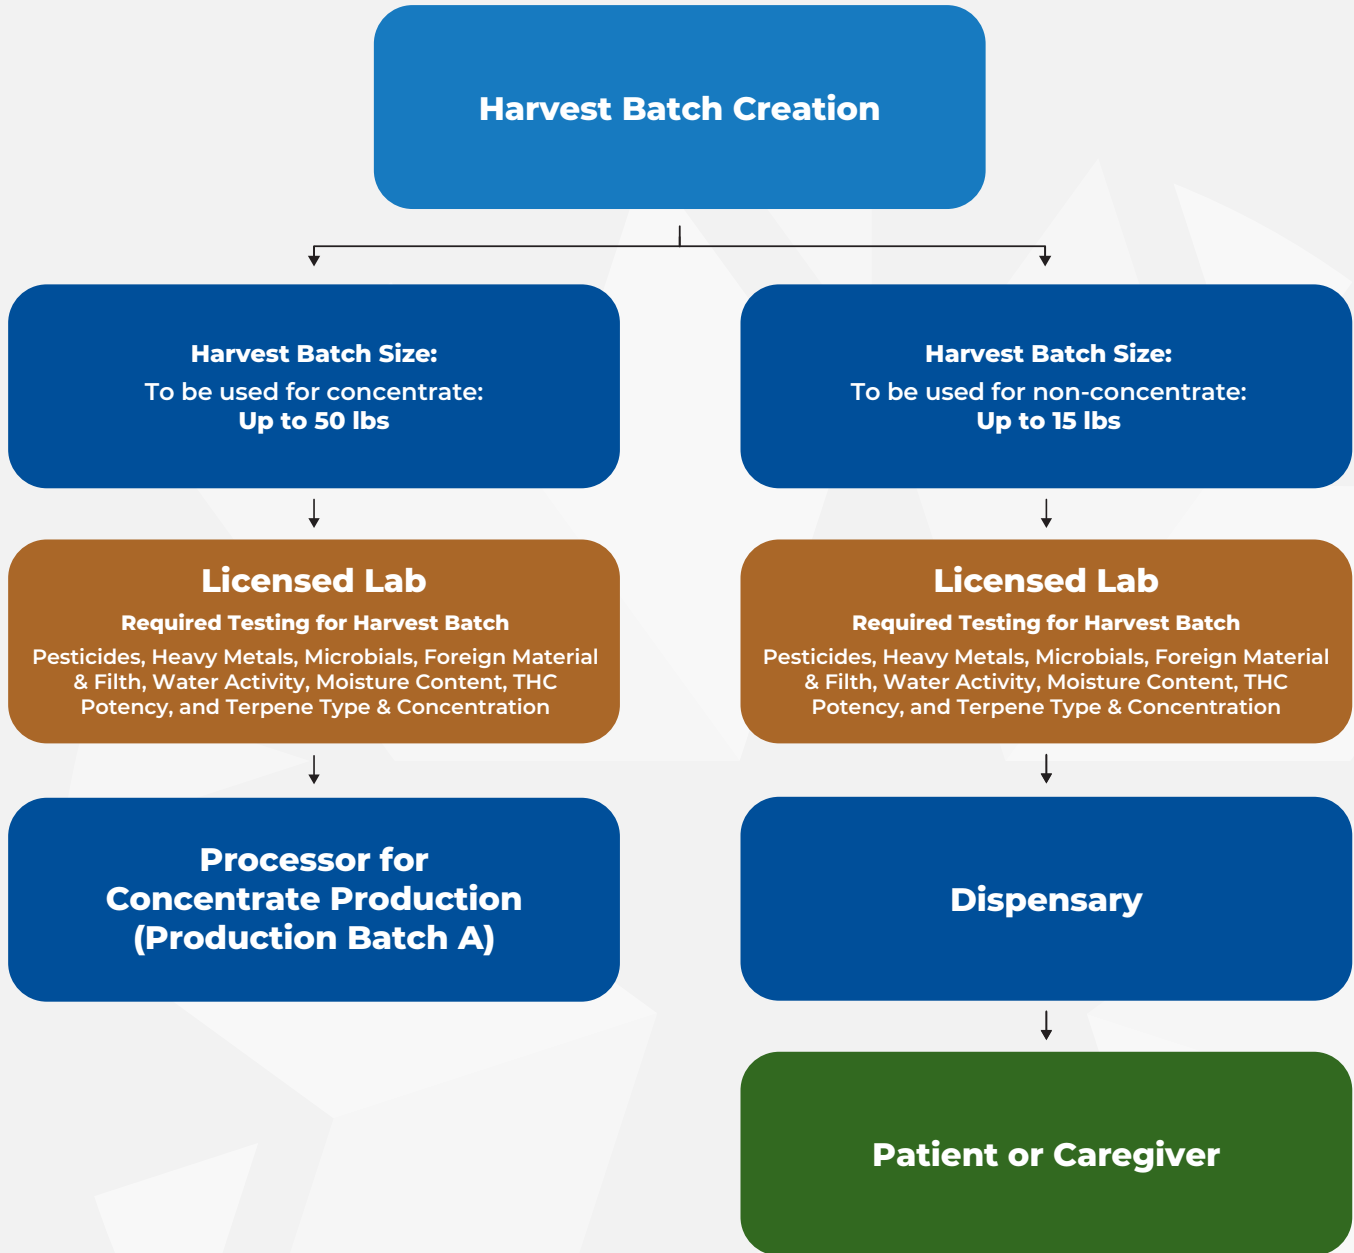 Harvest Batch Creation
Harvest Batch Size:
To be used for concentrate:
Up to 50 lbs
Harvest Batch Size:
To be used for non-concentrate:
Up to 15 lbs
Licensed Lab
Required Testing for Harvest Batch
Pesticides, Heavy Metals, Microbials, Foreign Material
& Filth, Water Activity, Moisture Content, THC
Potency, and Terpene Type & Concentration
Licensed Lab
Required Testing for Harvest Batch
Pesticides, Heavy Metals, Microbials, Foreign Material
& Filth, Water Activity, Moisture Content, THC
Potency, and Terpene Type & Concentration
Processor for
Concentrate Production
(Production Batch A)
Dispensary
Patient or Caregiver